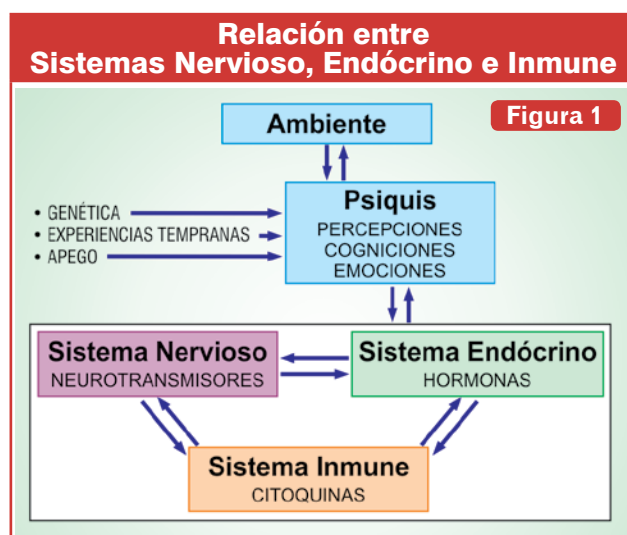 Relación entre
Sistemas Nervioso, Endócrino e Inmune
Figura 1
Ambiente
Psiquis
PERCEPCIONES
COGNICIONES
EMOCIONES
• GENÉTICA
• EXPERIENCIAS TEMPRANAS
• APEGO
Sistema Nervioso
NEUROTRANSMISORES
Sistema Endócrino
HORMONAS
Sistema Inmune
CITOQUINAS